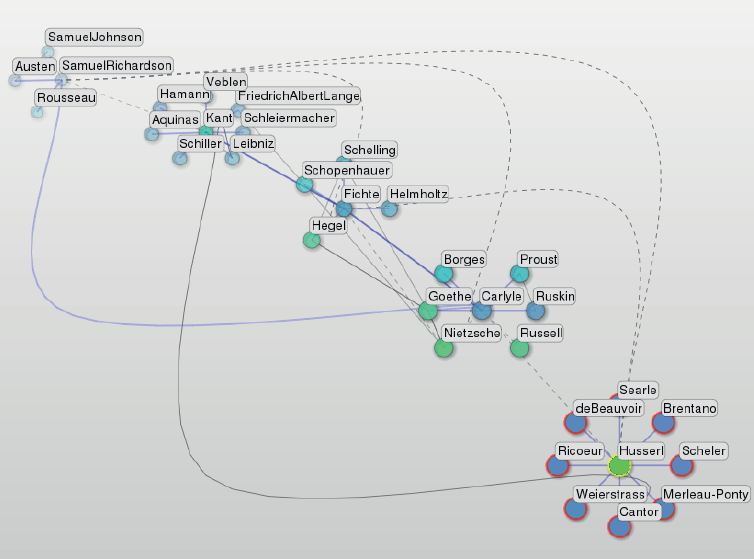 SamuelJohnson
Austen
SamuelRichardson
Rousseau
Veblen
Hamann
FriedrichAlbertLange
Aquinas
Kant
Schleiermacher
Schiller
Leibniz
Schelling
Schopenhauer
Fichte
Helmholtz
Hegel
Borges
Proust
Goethe
Carlyle
Ruskin
Nietzsche
Russell
Searle
deBeauvoir
Brentano
Ricoeur
Husserl
Scheler
Weierstrass
Merleau-Ponty
Cantor